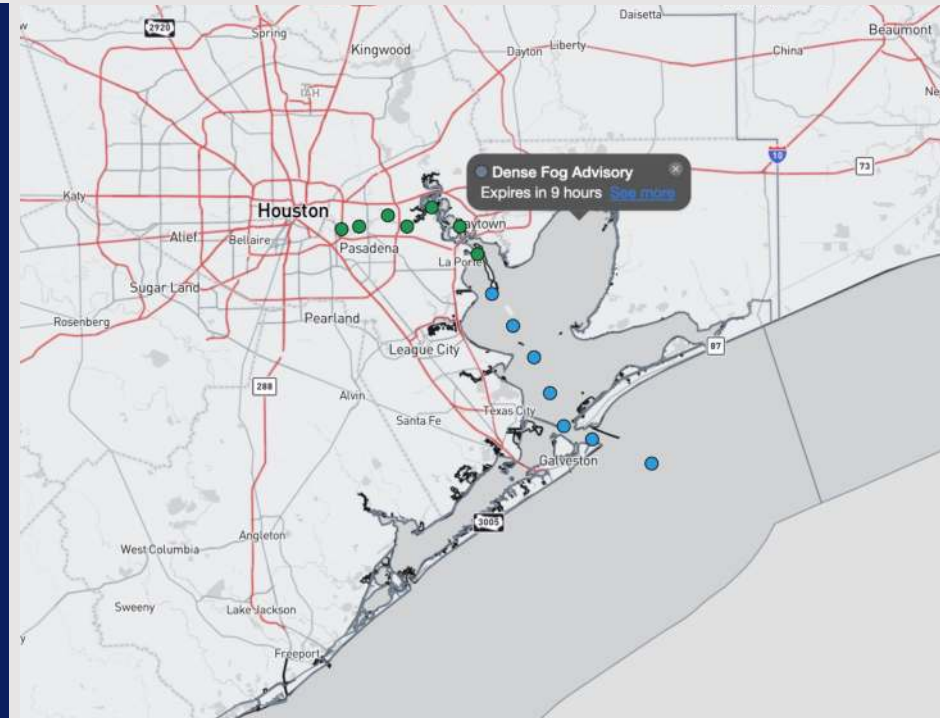 Daisetta
2920
Spring
Beaumont
Kingwood
Dayton
Liberty
China
IAH
10
73
Dense Fog Advisory
Expires in 9 hours See more
Katy
Houston
Alief
Bellaire
Pasadena
La Porte
Sugar Land
Rosenberg
Pearland
League City
87
288
Alvin
Texas City
Santa Fe
Galveston
3005
Angleton
West Columbia
Sweeny
Lake Jackson
Freeport